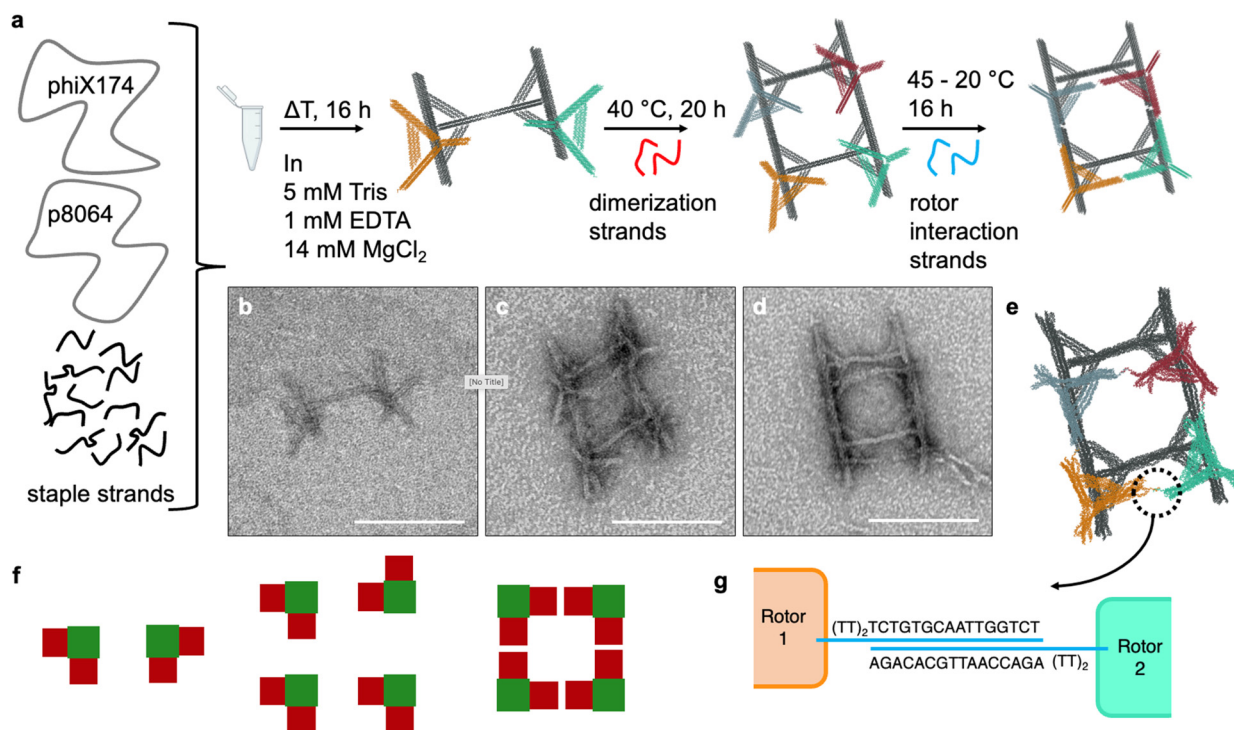 a
phiX174
p8064
staple strands
ΔT, 16 h
In
5 mM Tris
1 mM EDTA
14 mM MgCl₂
40 °C, 20 h
dimerization
strands
45 - 20 °C
16 h
rotor
interaction
strands
b
[No Title]
c
d
e
f
g
Rotor
1
(TT)₂TCTGTGCAATTGGTCT
AGACACGTTAACCAGA (TT)₂
Rotor
2